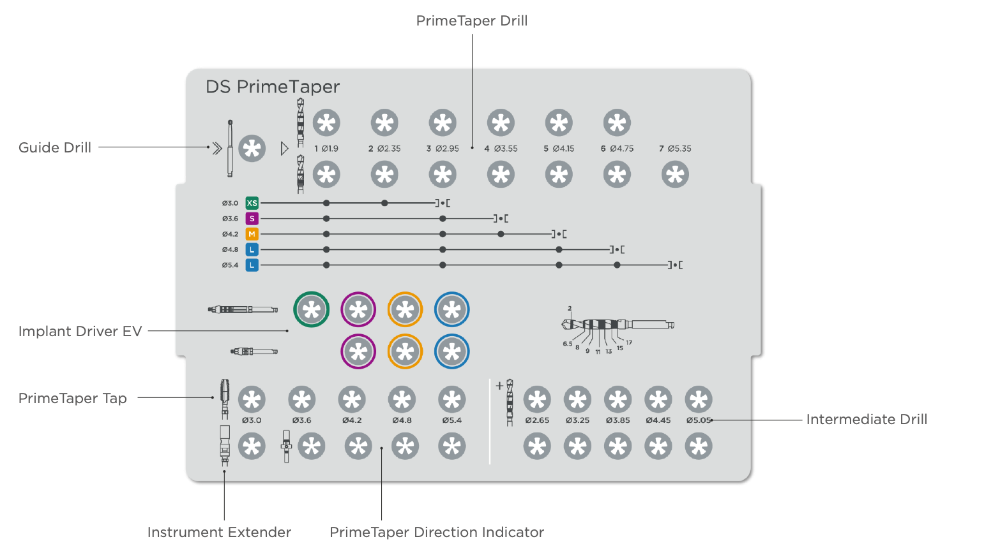 PrimeTaper Drill
DS PrimeTaper
Guide Drill
1 Ø1.9 2 Ø2.35 3 Ø2.95 4 Ø3.55 5 Ø4.15 6 Ø4.75 7 Ø5.35
Ø3.0 XS
Ø3.6 S
Ø4.2 M
Ø4.8 L
Ø5.4 L
Implant Driver EV
2
6.5 8 9 11 13 15 17
PrimeTaper Tap
Ø3.0 Ø3.6 Ø4.2 Ø4.8 Ø5.4
+
Ø2.65 Ø3.25 Ø3.85 Ø4.45 Ø5.05
Intermediate Drill
Instrument Extender
PrimeTaper Direction Indicator